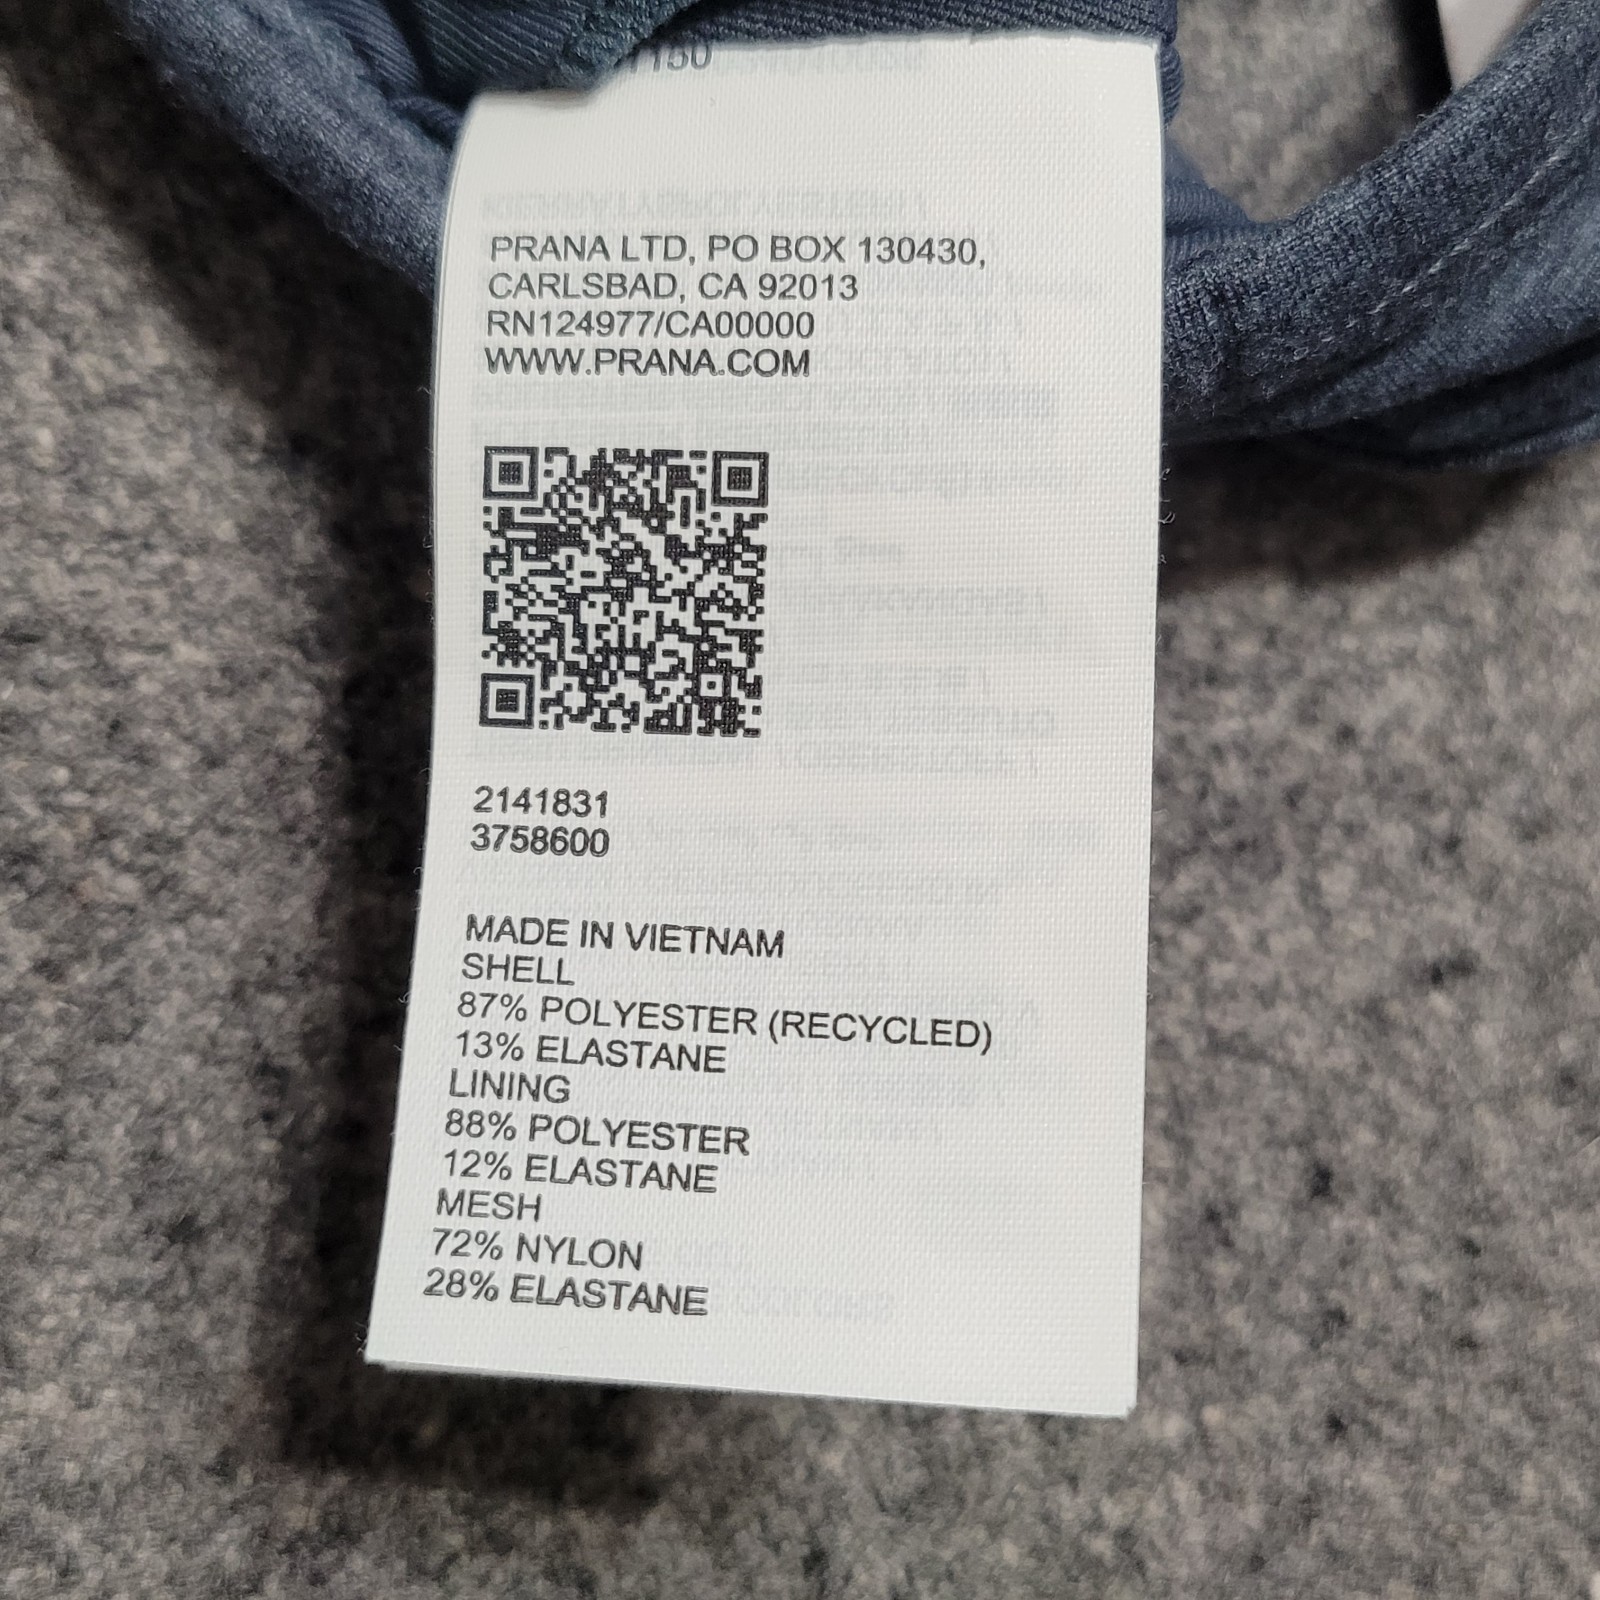 150
PRANA LTD, PO BOX 130430,
CARLSBAD, CA 92013
RN124977/CA00000
WWW.PRANA.COM
2141831
3758600
MADE IN VIETNAM
SHELL
87% POLYESTER (RECYCLED)
13% ELASTANE
LINING
88% POLYESTER
12% ELASTANE
MESH
72% NYLON
28% ELASTANE